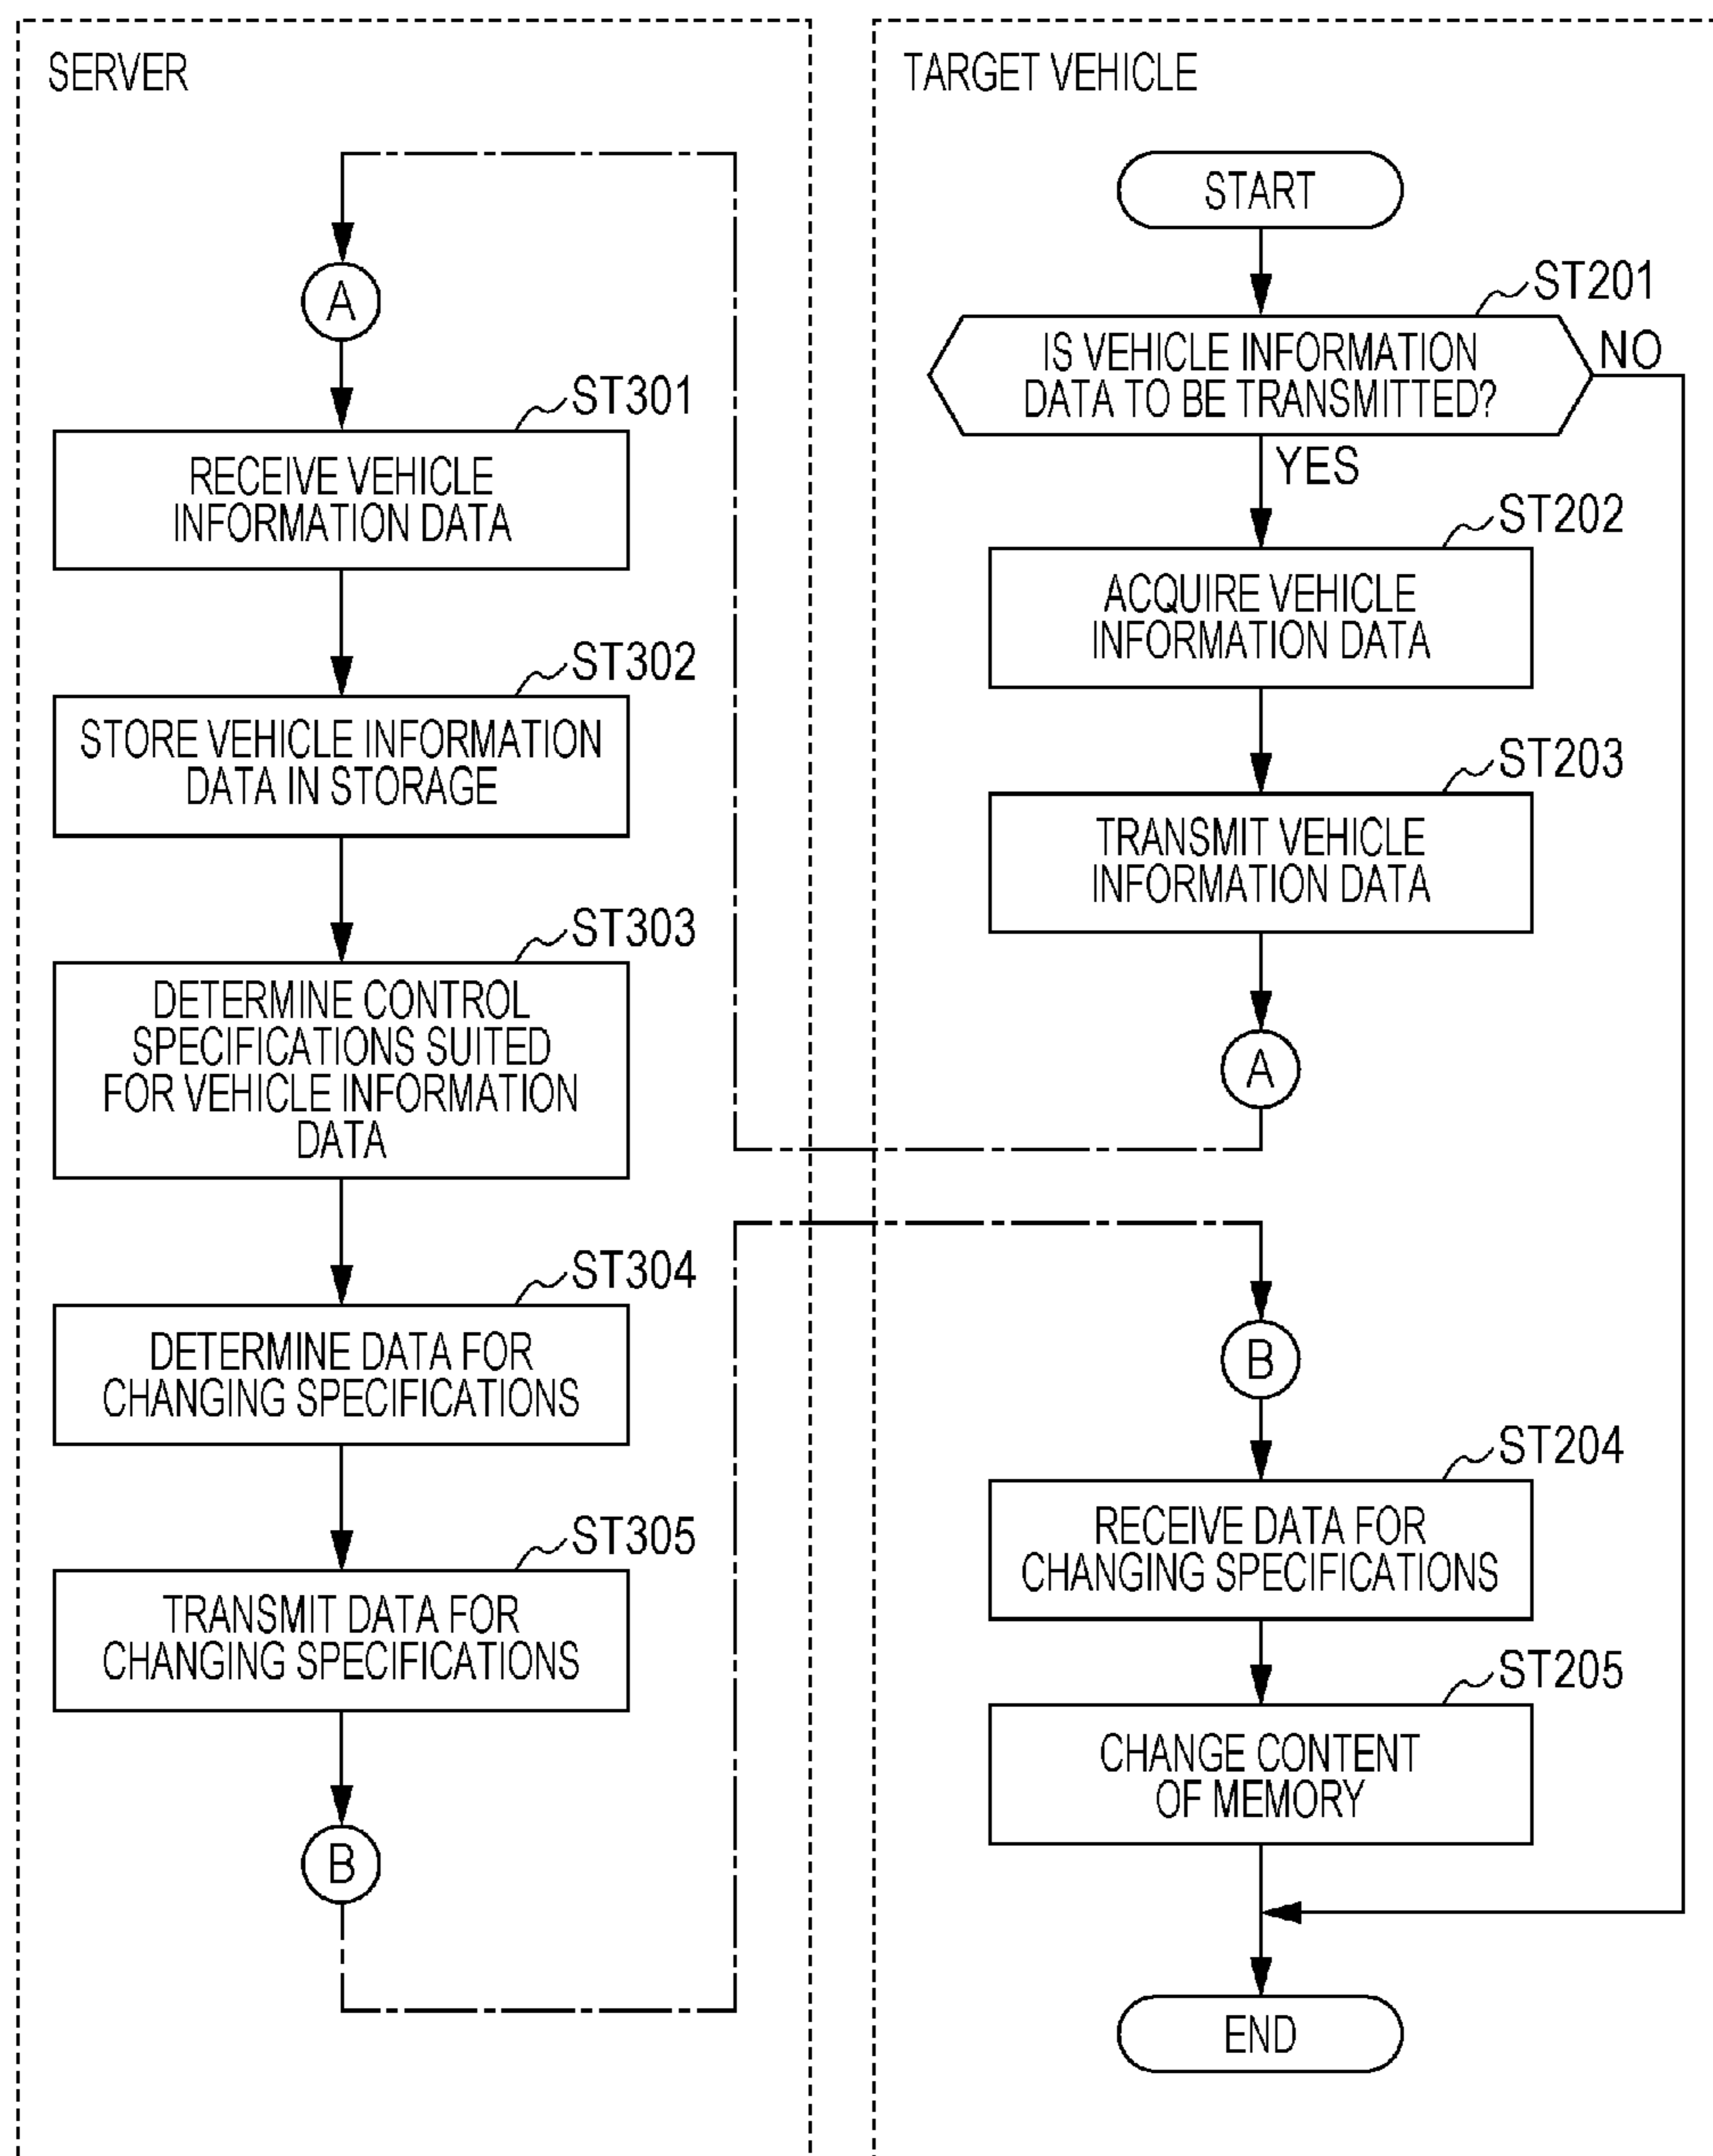 SERVER
A
ST301
RECEIVE VEHICLE
INFORMATION DATA
ST302
STORE VEHICLE INFORMATION
DATA IN STORAGE
ST303
DETERMINE CONTROL
SPECIFICATIONS SUITED
FOR VEHICLE INFORMATION
DATA
ST304
DETERMINE DATA FOR
CHANGING SPECIFICATIONS
ST305
TRANSMIT DATA FOR
CHANGING SPECIFICATIONS
B
TARGET VEHICLE
START
ST201
IS VEHICLE INFORMATION
DATA TO BE TRANSMITTED?
NO
YES
ST202
ACQUIRE VEHICLE
INFORMATION DATA
ST203
TRANSMIT VEHICLE
INFORMATION DATA
A
B
ST204
RECEIVE DATA FOR
CHANGING SPECIFICATIONS
ST205
CHANGE CONTENT
OF MEMORY
END